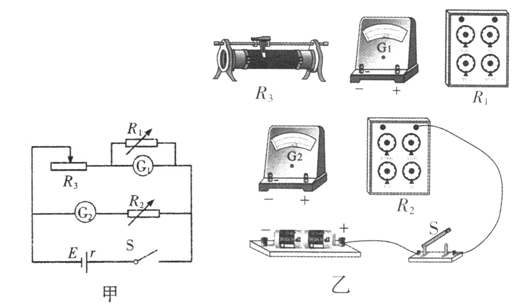 R₃
G₁
− +
R₁
G₂
− +
R₂
− +
S
乙
R₁
G₁
R₃
G₂
R₂
S
E r
甲